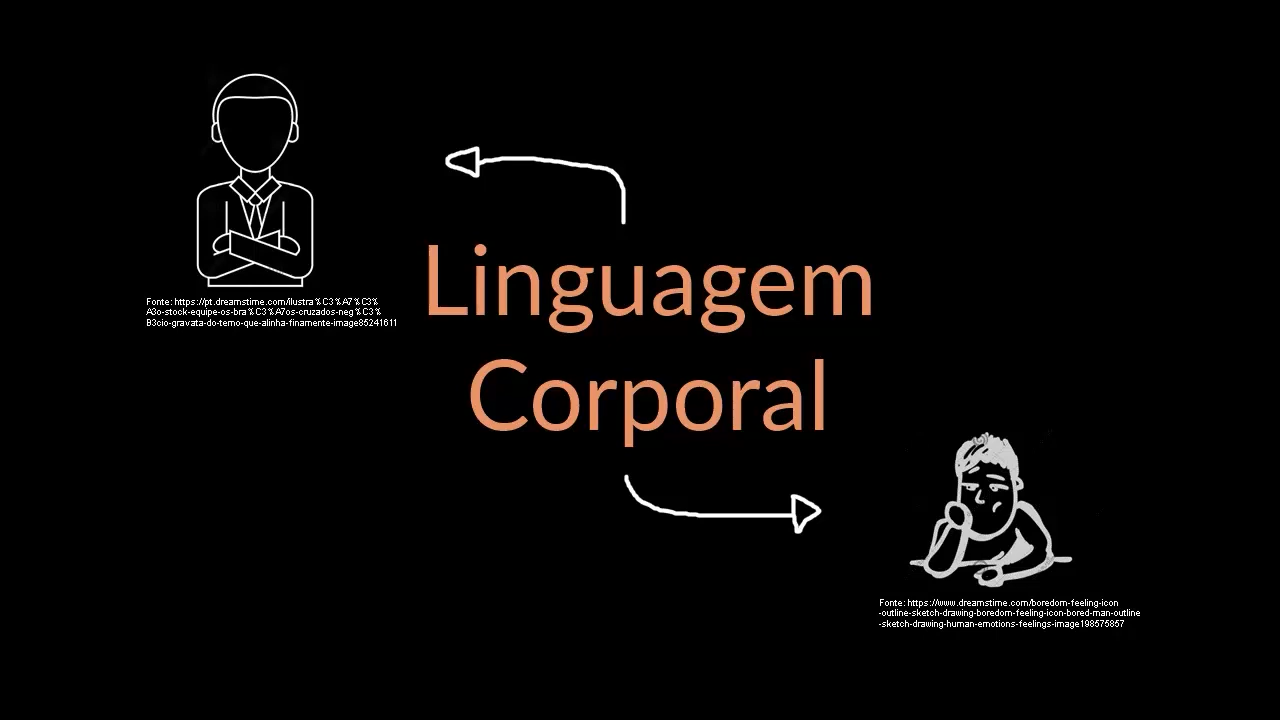 Fonte: https://pt.dreamstime.com/ilustra%C3%A7%C3%
A3o-stock-equipe-os-bra%C3%A7os-cruzados-neg%C3%
B3cio-gravata-do-terno-que-alinha-finamente-image85241611
Linguagem
Corporal
Fonte: https://www.dreamstime.com/boredom-feeling-icon
-outline-sketch-drawing-boredom-feeling-icon-bored-man-outline
-sketch-drawing-human-emotions-feelings-image198575857